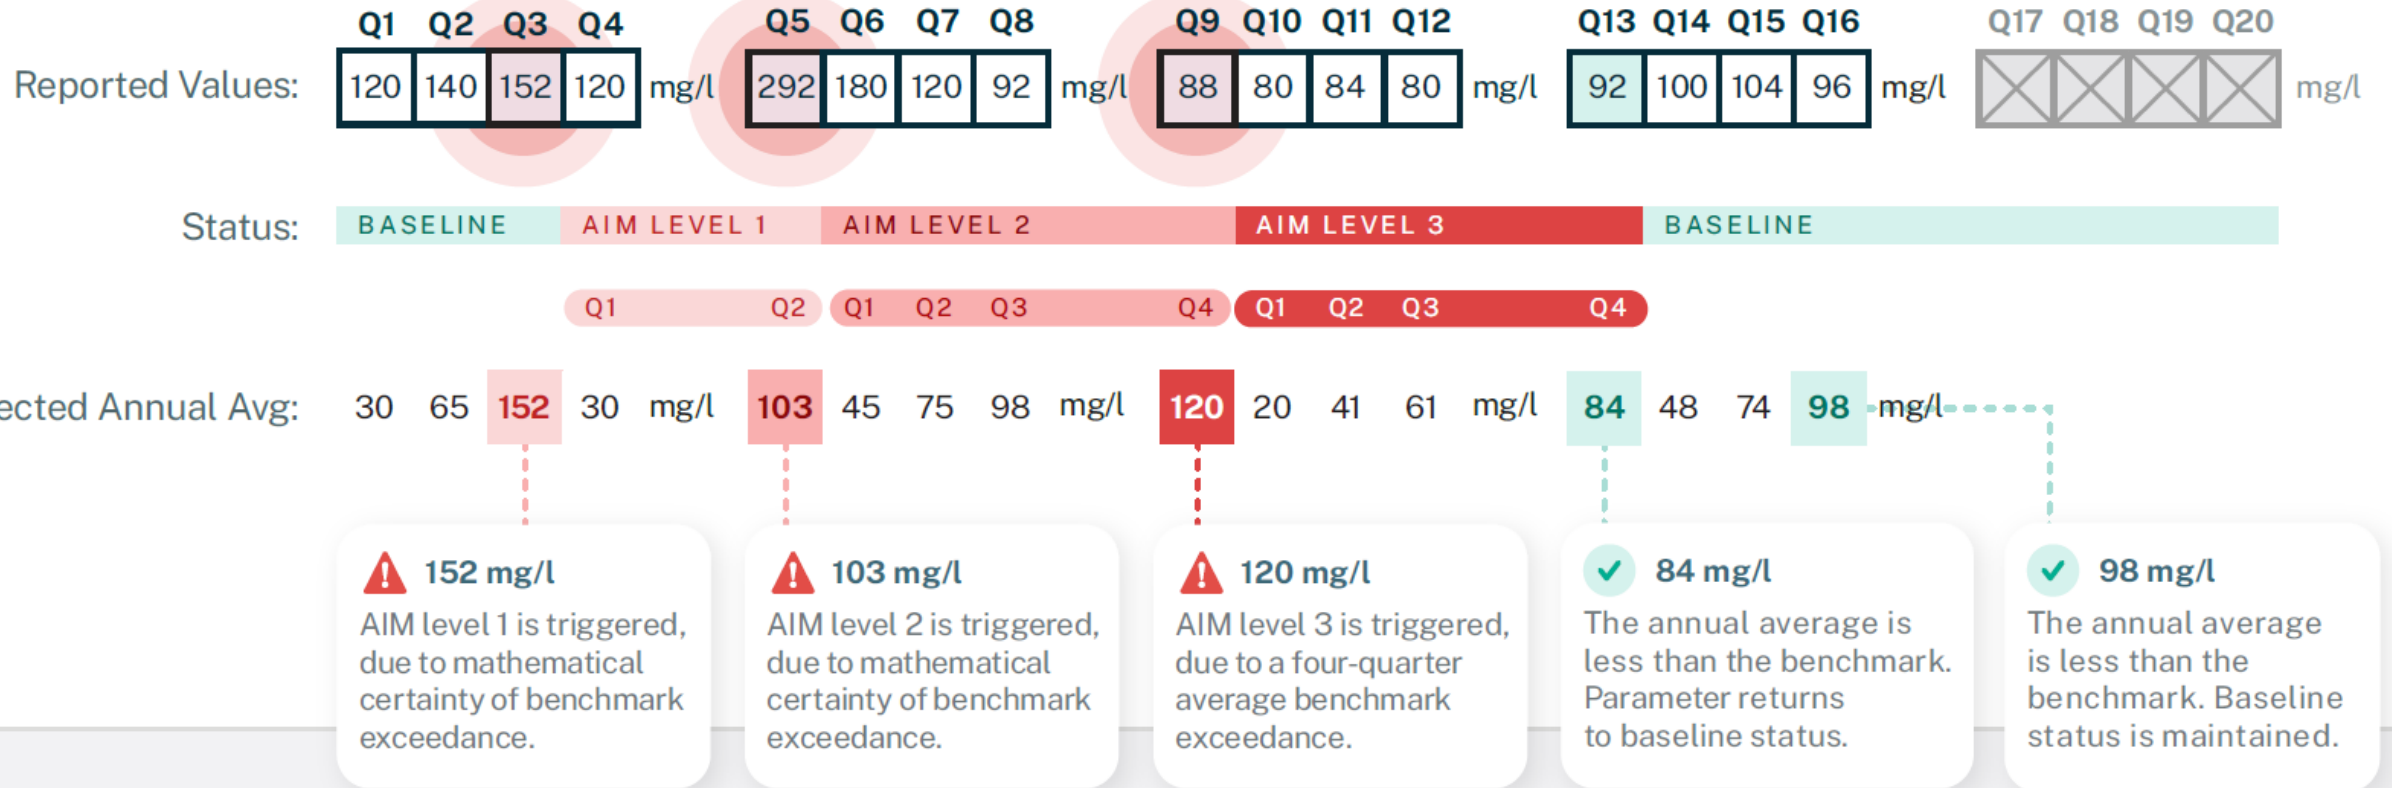 Q1 Q2 Q3 Q4 Q5 Q6 Q7 Q8 Q9 Q10 Q11 Q12 Q13 Q14 Q15 Q16 Q17 Q18 Q19 Q20
Reported Values: 120 140 152 120 mg/l 292 180 120 92 mg/l 88 80 84 80 mg/l 92 100 104 96 mg/l mg/l
Status: BASELINE AIM LEVEL 1 AIM LEVEL 2 AIM LEVEL 3 BASELINE
Q1 Q2 Q1 Q2 Q3 Q4 Q1 Q2 Q3 Q4
ected Annual Avg: 30 65 152 30 mg/l 103 45 75 98 mg/l 120 20 41 61 mg/l 84 48 74 98 mg/l
152 mg/l
AIM level 1 is triggered,
due to mathematical
certainty of benchmark
exceedance.
103 mg/l
AIM level 2 is triggered,
due to mathematical
certainty of benchmark
exceedance.
120 mg/l
AIM level 3 is triggered,
due to a four-quarter
average benchmark
exceedance.
84 mg/l
The annual average is
less than the benchmark.
Parameter returns
to baseline status.
98 mg/l
The annual average
is less than the
benchmark. Baseline
status is maintained.